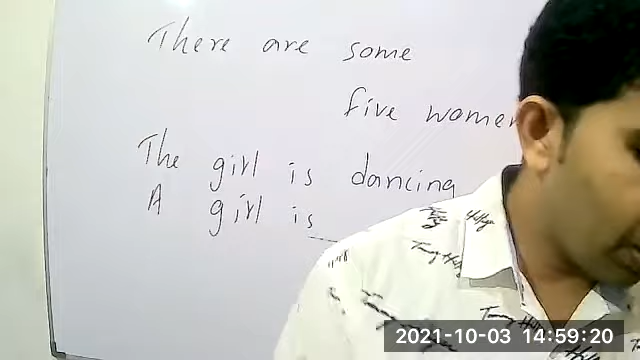 There are some
five women
The girl is dancing
A girl is
2021-10-03 14:59:20